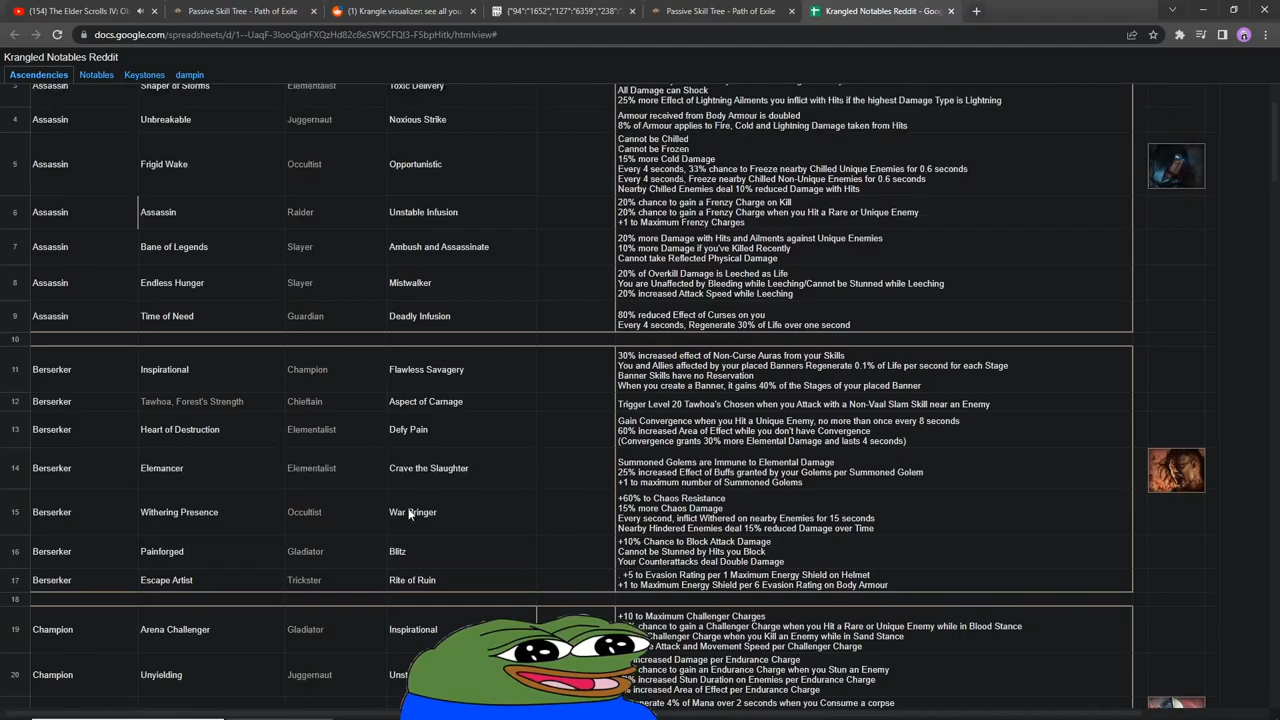 (104) The Elder Scrolls IV: Cl
Passive Skill Tree - Path of Exile
(1) Krangle visualizer: see all you
{"94":"1652","127":"6359","238":"
Passive Skill Tree - Path of Exile
Krangled Notables Reddit - Goo
docs.google.com/spreadsheets/d/1--UaqF-3IooQjdrFXQzHd82c8eSW5CFQI3-F5bpHitk/htmlview#
Krangled Notables Reddit
Ascendencies Notables Keystones dampin
3 Assassin Shaper of Storms Elementalist Toxic Delivery
All Damage can Shock
25% more Effect of Lightning Ailments you inflict with Hits if the highest Damage Type is Lightning
4 Assassin Unbreakable Juggernaut Noxious Strike
Armour received from Body Armour is doubled
8% of Armour applies to Fire, Cold and Lightning Damage taken from Hits
5 Assassin Frigid Wake Occultist Opportunistic
Cannot be Chilled
Cannot be Frozen
15% more Cold Damage
Every 4 seconds, 33% chance to Freeze nearby Chilled Unique Enemies for 0.6 seconds
Every 4 seconds, Freeze nearby Chilled Non-Unique Enemies for 0.6 seconds
Nearby Chilled Enemies deal 10% reduced Damage with Hits
6 Assassin Assassin Raider Unstable Infusion
20% chance to gain a Frenzy Charge on Kill
20% chance to gain a Frenzy Charge when you Hit a Rare or Unique Enemy
+1 to Maximum Frenzy Charges
7 Assassin Bane of Legends Slayer Ambush and Assassinate
20% more Damage with Hits and Ailments against Unique Enemies
10% more Damage if you've Killed Recently
Cannot take Reflected Physical Damage
8 Assassin Endless Hunger Slayer Mistwalker
20% of Overkill Damage is Leeched as Life
You are Unaffected by Bleeding while Leeching/Cannot be Stunned while Leeching
20% increased Attack Speed while Leeching
9 Assassin Time of Need Guardian Deadly Infusion
80% reduced Effect of Curses on you
Every 4 seconds, Regenerate 30% of Life over one second
10
11 Berserker Inspirational Champion Flawless Savagery
30% increased effect of Non-Curse Auras from your Skills
You and Allies affected by your placed Banners Regenerate 0.1% of Life per second for each Stage
Banner Skills have no Reservation
When you create a Banner, it gains 40% of the Stages of your placed Banner
12 Berserker Tawhoa, Forest's Strength Chieftain Aspect of Carnage
Trigger Level 20 Tawhoa's Chosen when you Attack with a Non-Vaal Slam Skill near an Enemy
13 Berserker Heart of Destruction Elementalist Defy Pain
Gain Convergence when you Hit a Unique Enemy, no more than once every 8 seconds
60% increased Area of Effect while you don't have Convergence
(Convergence grants 30% more Elemental Damage and lasts 4 seconds)
14 Berserker Elemancer Elementalist Crave the Slaughter
Summoned Golems are Immune to Elemental Damage
25% increased Effect of Buffs granted by your Golems per Summoned Golem
+1 to maximum number of Summoned Golems
15 Berserker Withering Presence Occultist War Bringer
+60 to Chaos Resistance
15% more Chaos Damage
Every second, inflict Withered on nearby Enemies for 15 seconds
Nearby Hindered Enemies deal 15% reduced Damage over Time
16 Berserker Painforged Gladiator Blitz
+10% Chance to Block Attack Damage
Cannot be Stunned by Hits you Block
Your Counterattacks deal Double Damage
17 Berserker Escape Artist Trickster Rite of Ruin
. +5 to Evasion Rating per 1 Maximum Energy Shield on Helmet
+1 to Maximum Energy Shield per 6 Evasion Rating on Body Armour
18
19 Champion Arena Challenger Gladiator Inspirational
+10 to Maximum Challenger Charges
chance to gain a Challenger Charge when you Hit a Rare or Unique Enemy while in Blood Stance
Challenger Charge when you Kill an Enemy while in Sand Stance
Attack and Movement Speed per Challenger Charge
20 Champion Unyielding Juggernaut Unst
increased Damage per Endurance Charge
chance to gain an Endurance Charge when you Stun an Enemy
increased Stun Duration on Enemies per Endurance Charge
increased Area of Effect per Endurance Charge
4% of Mana over 2 seconds when you Consume a corpse